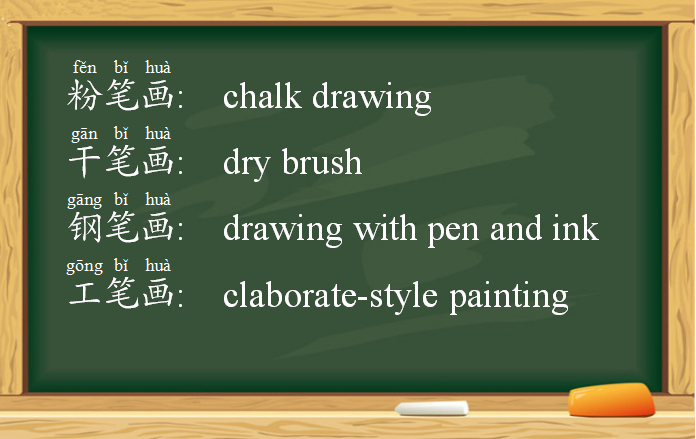 fěn bǐ huà
粉笔画: chalk drawing
gān bǐ huà
干笔画: dry brush
gāng bǐ huà
钢笔画: drawing with pen and ink
gōng bǐ huà
工笔画: claborate-style painting